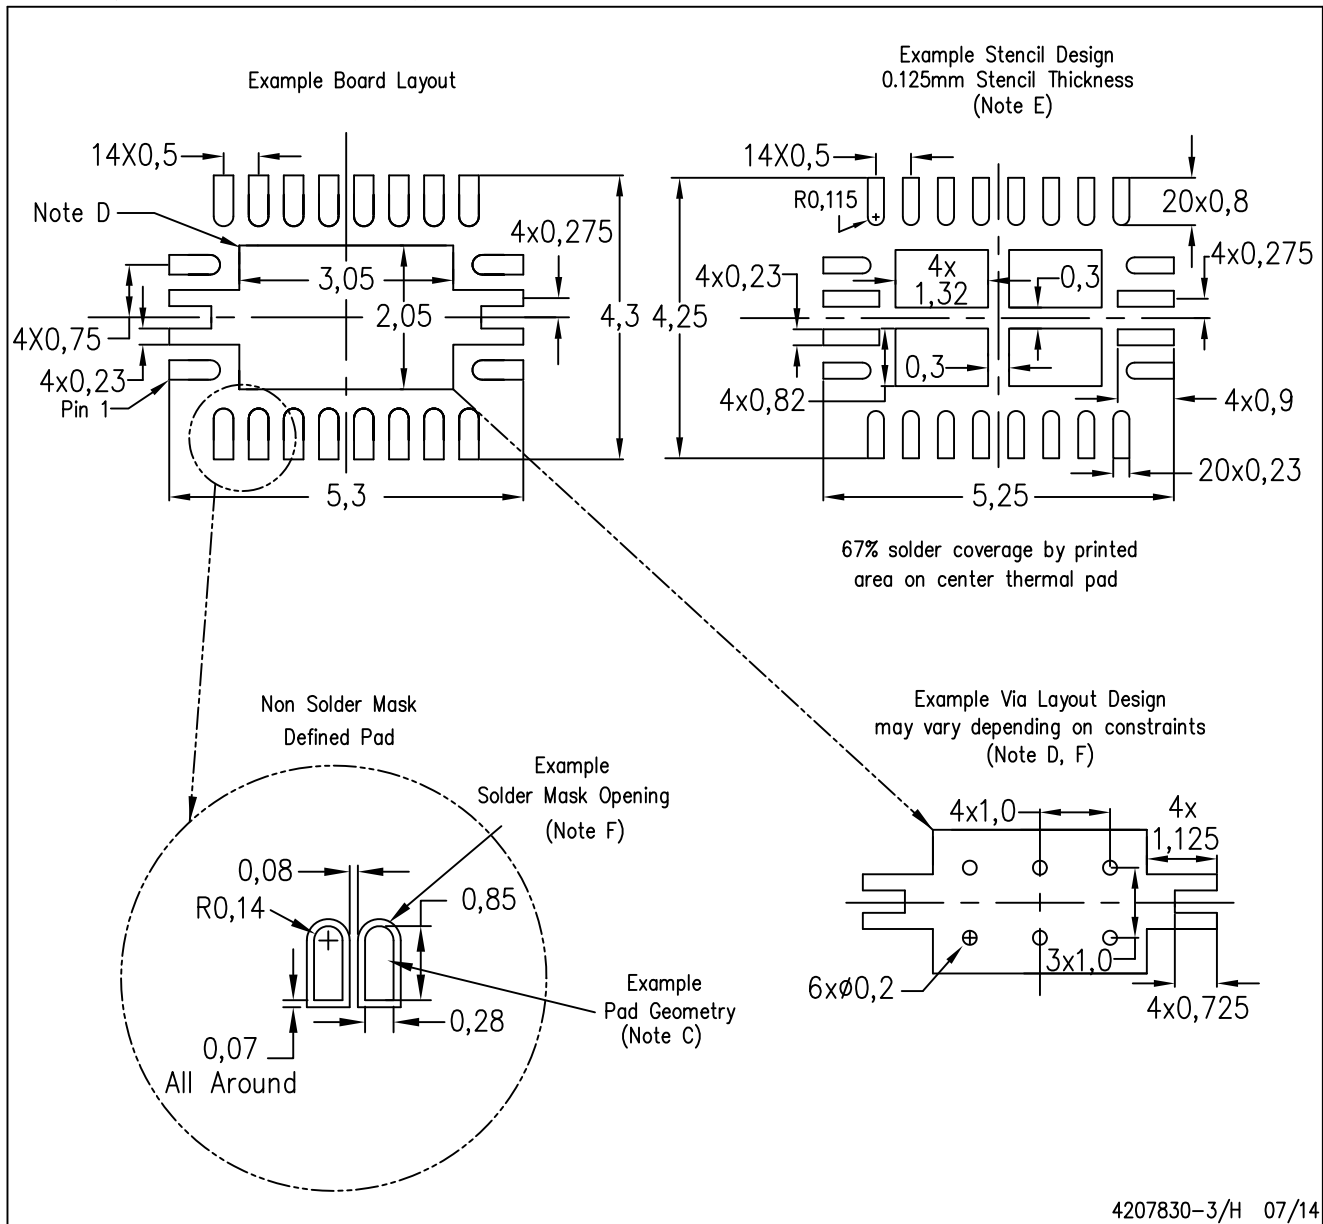 Example Board Layout
14X0,5
Note D
4x0,275
3,05
2,05
4,3
4X0,75
4x0,23
Pin 1
5,3
Example Stencil Design
0.125mm Stencil Thickness
(Note E)
14X0,5
R0,115
20x0,8
4x0,275
4x0,23
4x
1,32
0,3
4,25
0,3
4x0,82
4x0,9
20x0,23
5,25
67% solder coverage by printed
area on center thermal pad
Non Solder Mask
Defined Pad
Example
Solder Mask Opening
(Note F)
0,08
R0,14
0,85
Example
Pad Geometry
(Note C)
0,28
0,07
All Around
Example Via Layout Design
may vary depending on constraints
(Note D, F)
4x1,0
4x
1,125
3x1,0
6xø0,2
4x0,725
4207830-3/H 07/14